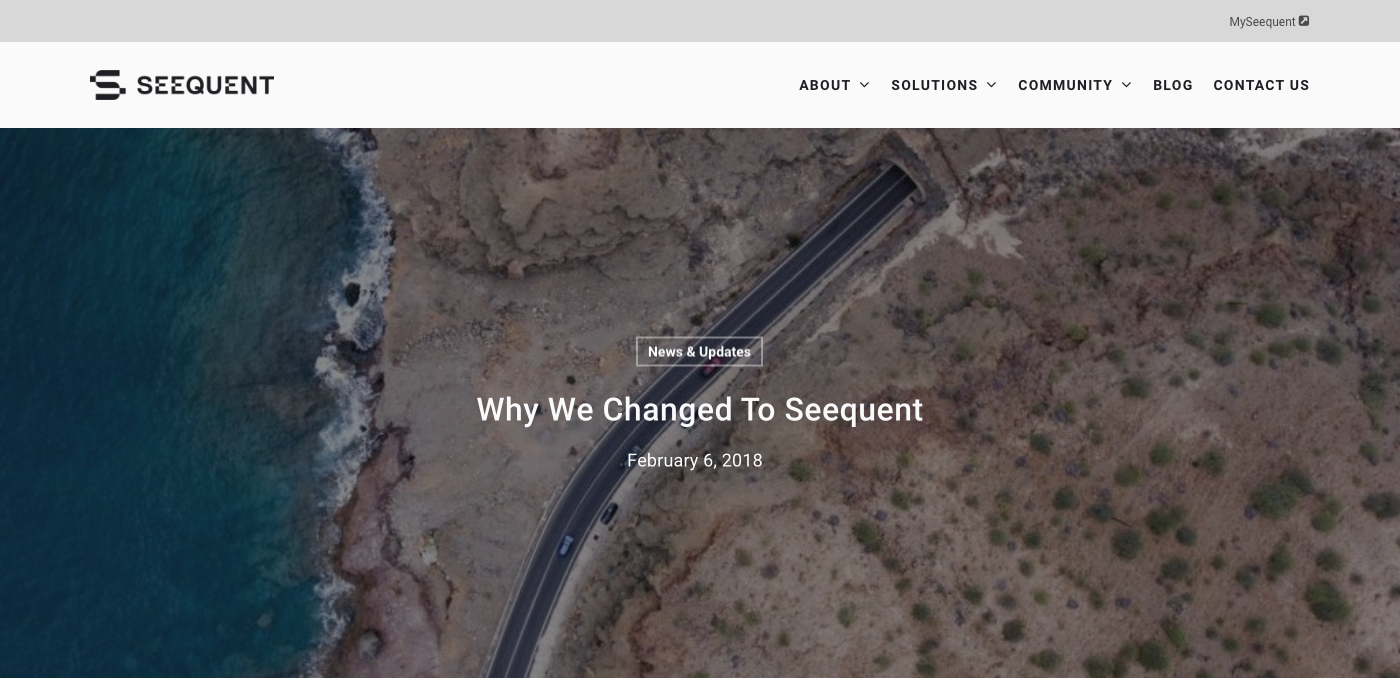 MySeequent
SEEQUENT
ABOUT SOLUTIONS COMMUNITY BLOG CONTACT US
News & Updates
Why We Changed To Seequent
February 6, 2018